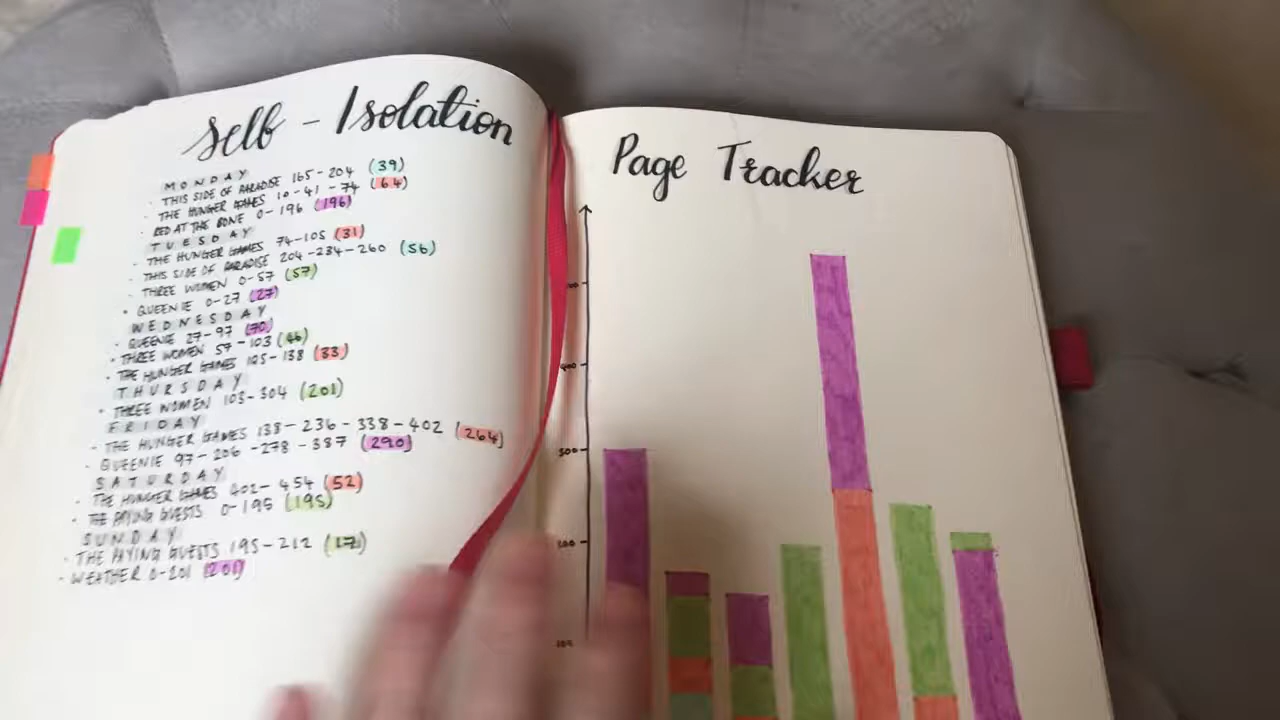 Self - Isolation
MONDAY
· THIS SIDE OF PARADISE 165-204 (39)
· THE HUNGER GAMES 10-41-74 (64)
· RED AT THE BONE 0-196 (196)
TUESDAY
· THE HUNGER GAMES 74-105 (31)
· THIS SIDE OF PARADISE 204-234-260 (56)
· THREE WOMEN 0-57 (57)
· QUEENIE 0-27 (27)
WEDNESDAY
· QUEENIE 27-97 (70)
· THREE WOMEN 57-103 (46)
· THE HUNGER GAMES 105-138 (33)
THURSDAY
· THREE WOMEN 103-304 (201)
FRIDAY
· THE HUNGER GAMES 138-236-338-402 (264)
· QUEENIE 97-206-278-387 (290)
SATURDAY
· THE HUNGER GAMES 402-454 (52)
· THE PAYING GUESTS 0-195 (195)
SUNDAY
· THE PAYING GUESTS 195-212 (17)
· WEATHER 0-201 (201)
Page Tracker
400
300
200
100